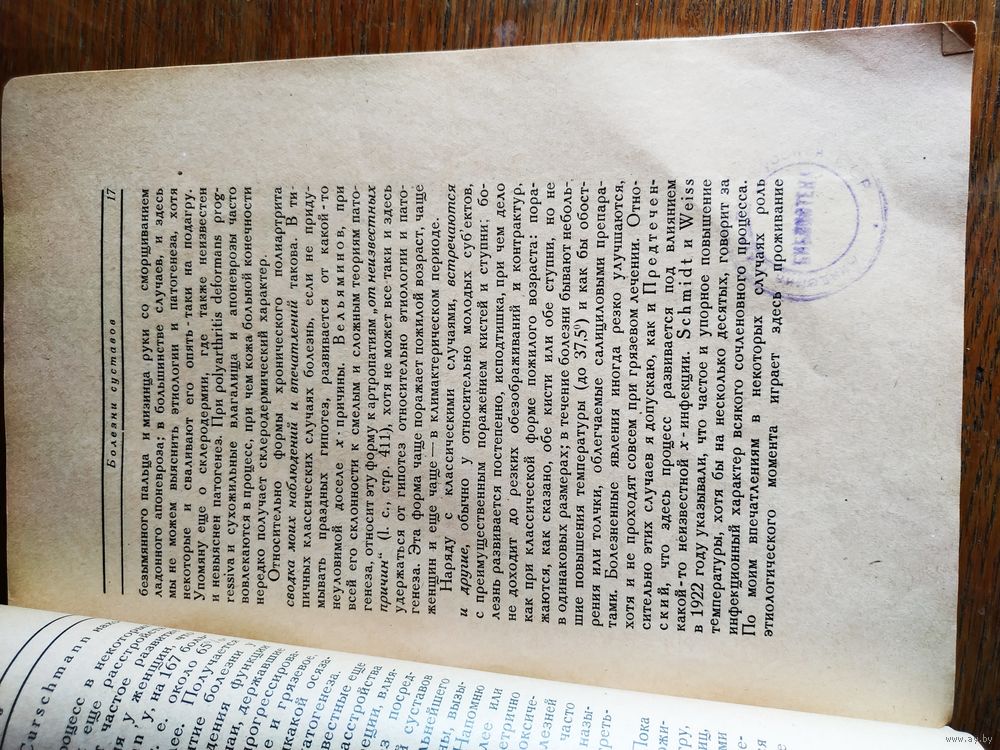 Болезни суставов 17
безымянного пальца и мизинца руки со сморщиванием
ладонного апоневроза; в большинстве случаев, и здесь
мы не можем выяснить этиологии и патогенеза, хотя
некоторые и сваливают его опять-таки на подагру.
Упомяну еще о склеродермии, где также неизвестен
и невыяснен патогенез. При polyarthritis deformans prog-
ressiva и сухожильные влагалища и апоневрозы часто
вовлекаются в процесс, при чем кожа больной конечности
нередко получает склеродермический характер.
Относительно формы хронического полиартрита
сводка моих наблюдений и впечатлений такова. В ти-
пичных классических случаях болезнь, если не приду-
мывать праздных гипотез, развивается от какой-то
неуловимой доселе x-причины. Вельяминов, при
всей его склонности к смелым и сложным теориям пато-
генеза, относит эту форму к артропатиям „от неизвестных
причин“ (l. c., стр. 411), хотя не может все таки и здесь
удержаться от гипотез относительно этиологии и пато-
генеза. Эта форма чаще поражает пожилой возраст, чаще
женщин и еще чаще — в климактерическом периоде.
Наряду с классическими случаями, встречаются
и другие, обычно у относительно молодых суб'ектов,
с преимущественным поражением кистей и ступни; бо-
лезнь развивается постепенно, исподтишка, при чем дело
не доходит до резких обезображиваний и контрактур,
как при классической форме пожилого возраста: пора-
жаются, как сказано, обе кисти или обе ступни, но не
в одинаковых размерах; в течение болезни бывают неболь-
шие повышения температуры (до 37,5°) и как бы обост-
рения или толчки, облегчаемые салициловыми препара-
тами. Болезненные явления иногда резко улучшаются,
хотя и не проходят совсем при грязевом лечении. Отно-
сительно этих случаев я допускаю, как и Предтечен-
ский, что здесь процесс развивается под влиянием
какой-то неизвестной x-инфекции. Schmidt и Weiss
в 1922 году указывали, что частое и упорное повышение
температуры, хотя бы на несколько десятых, говорит за
инфекционный характер всякого сочленовного процесса.
По моим впечатлениям в некоторых случаях роль
этиологического момента играет здесь проживание
БИБЛИОТЕКА
Curschmann
www.ay.by